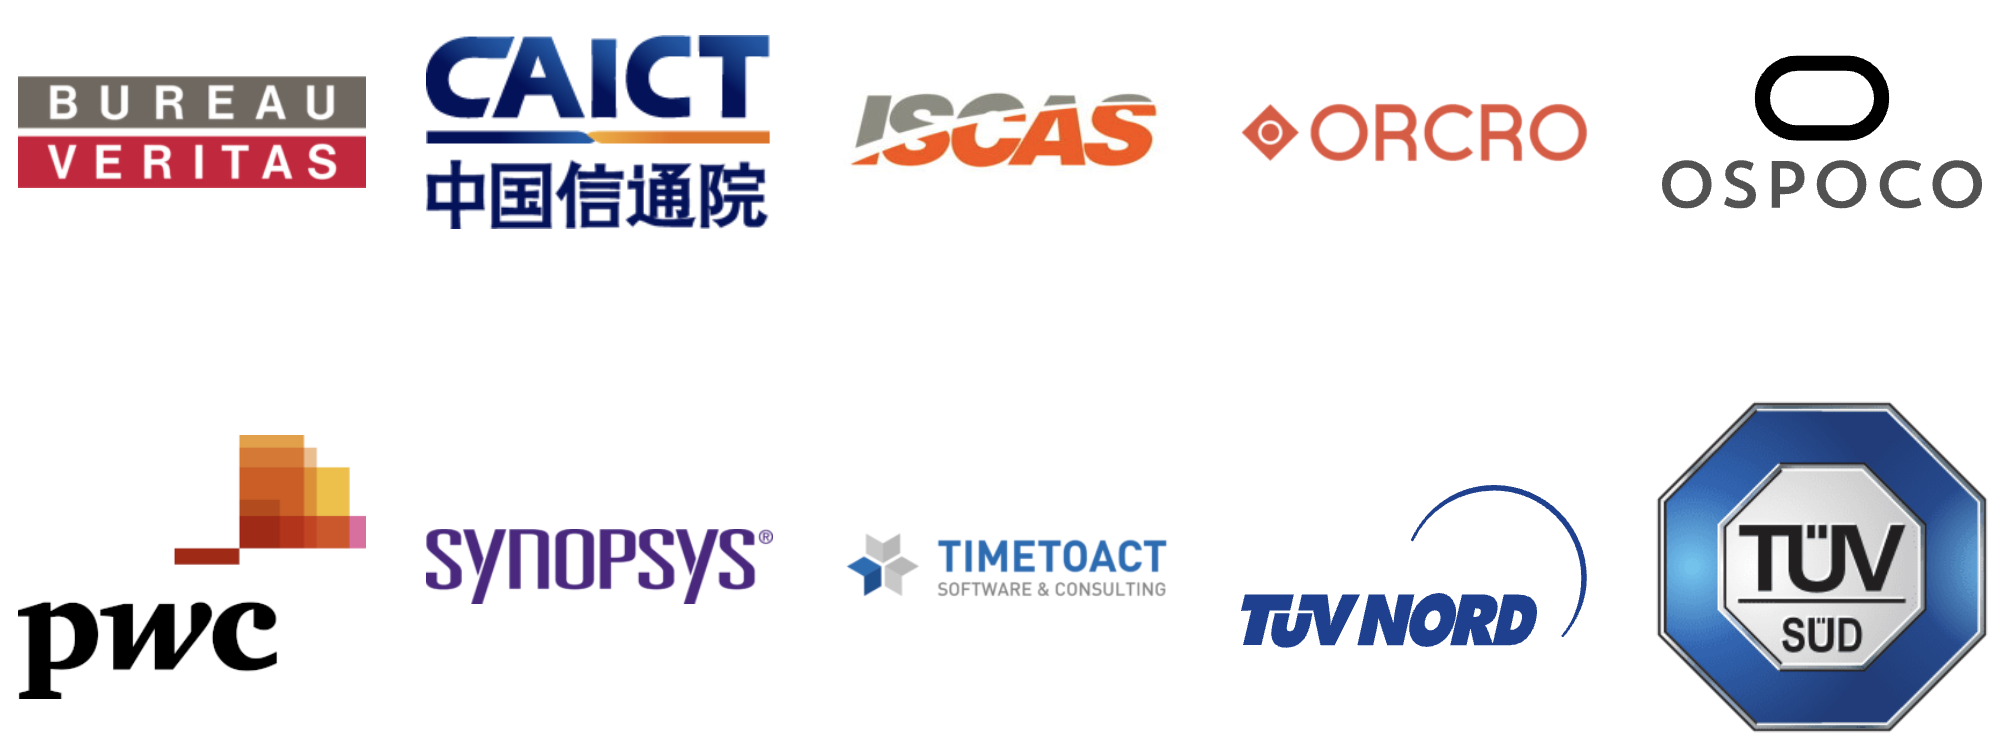 BUREAU
VERITAS
CAICT
中国信通院
ISCAS
ORCRO
OSPOCO
pwc
SYNOPSYS®
TIMETOACT
SOFTWARE & CONSULTING
TÜV NORD
TÜV
SÜD